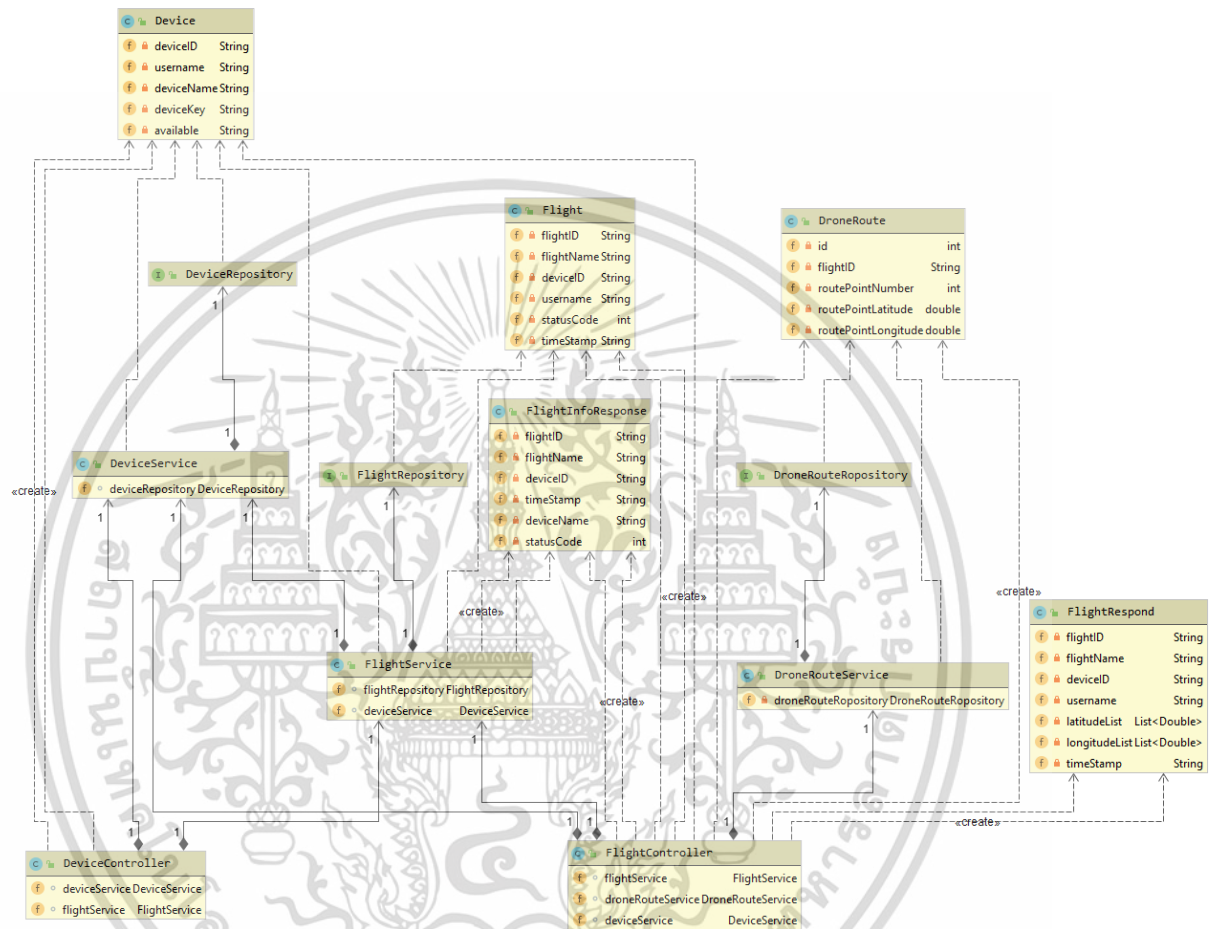 Device
deviceID String
username String
deviceName String
deviceKey String
available String
Flight
flightID String
flightName String
deviceID String
username String
statusCode int
timeStamp String
DroneRoute
id int
flightID String
routePointNumber int
routePointLatitude double
routePointLongitude double
DeviceRepository
1
FlightInfoResponse
flightID String
flightName String
deviceID String
timeStamp String
deviceName String
statusCode int
1
DeviceService
deviceRepository DeviceRepository
FlightRepository
DroneRouteRopository
«create»
1
1
1
1
1
«create»
«create»
«create»
FlightRespond
flightID String
flightName String
deviceID String
username String
latitudeList List<Double>
longitudeList List<Double>
timeStamp String
1
1
1
FlightService
flightRepository FlightRepository
deviceService DeviceService
DroneRouteService
droneRouteRopository DroneRouteRopository
«create»
1
1
1
«create»
1
1
1
1
1
DeviceController
deviceService DeviceService
flightService FlightService
FlightController
flightService FlightService
droneRouteService DroneRouteService
deviceService DeviceService